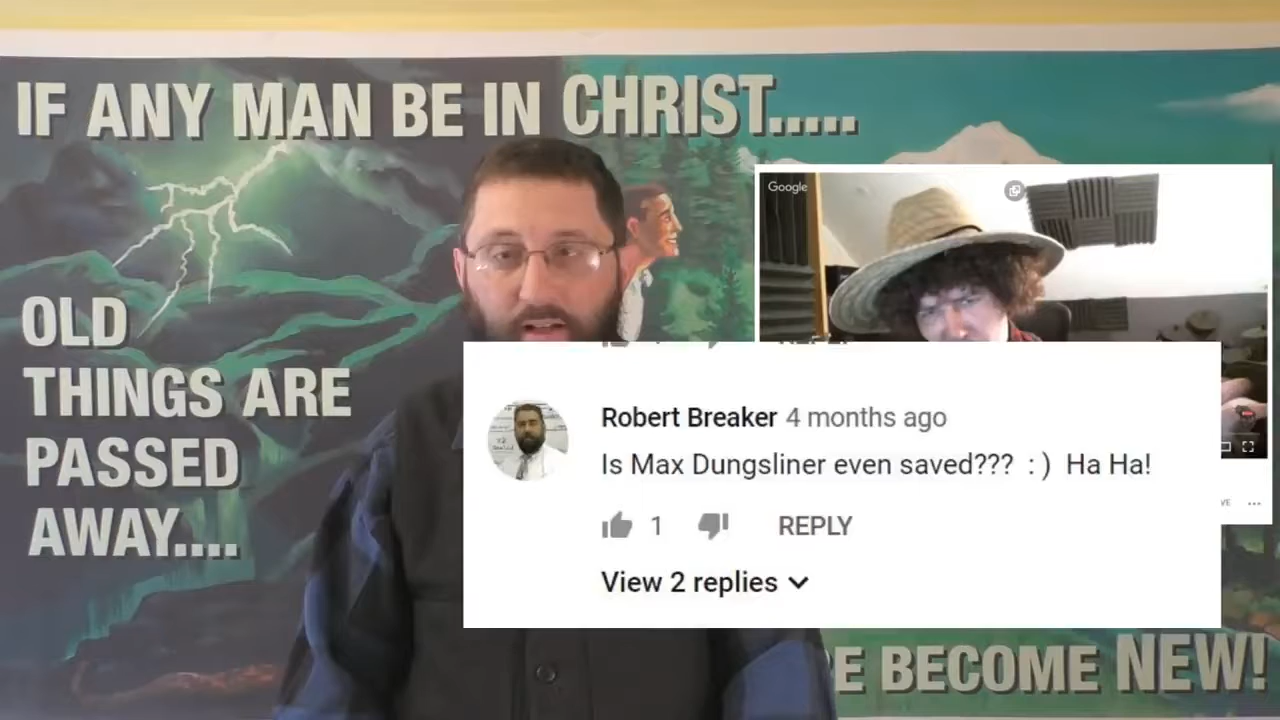 IF ANY MAN BE IN CHRIST.....
Google
OLD
THINGS ARE
PASSED
AWAY....
Robert Breaker 4 months ago
Is Max Dungsliner even saved??? : ) Ha Ha!
1
REPLY
View 2 replies
VE
E BECOME NEW!